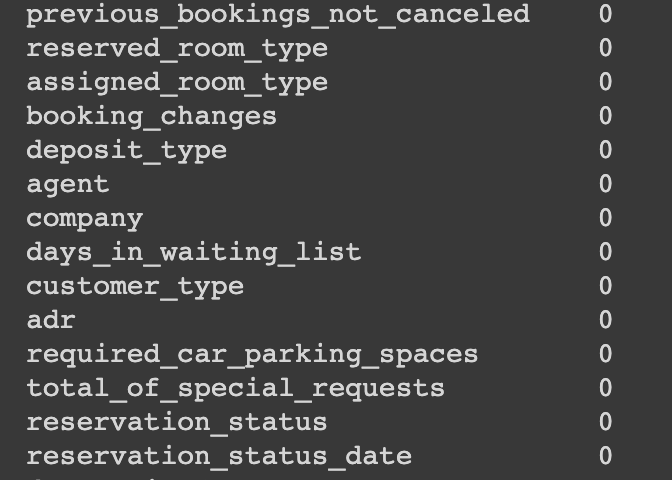 previous_bookings_not_canceled 0
reserved_room_type 0
assigned_room_type 0
booking_changes 0
deposit_type 0
agent 0
company 0
days_in_waiting_list 0
customer_type 0
adr 0
required_car_parking_spaces 0
total_of_special_requests 0
reservation_status 0
reservation_status_date 0